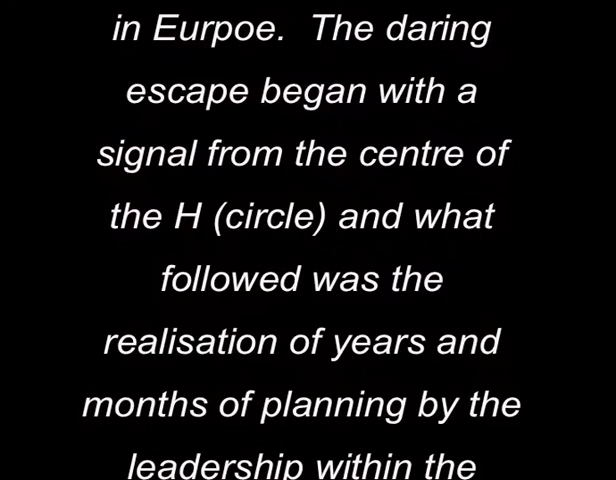 in Eurpoe.  The daring
escape began with a
signal from the centre of
the H (circle) and what
followed was the
realisation of years and
months of planning by the
leadership within the